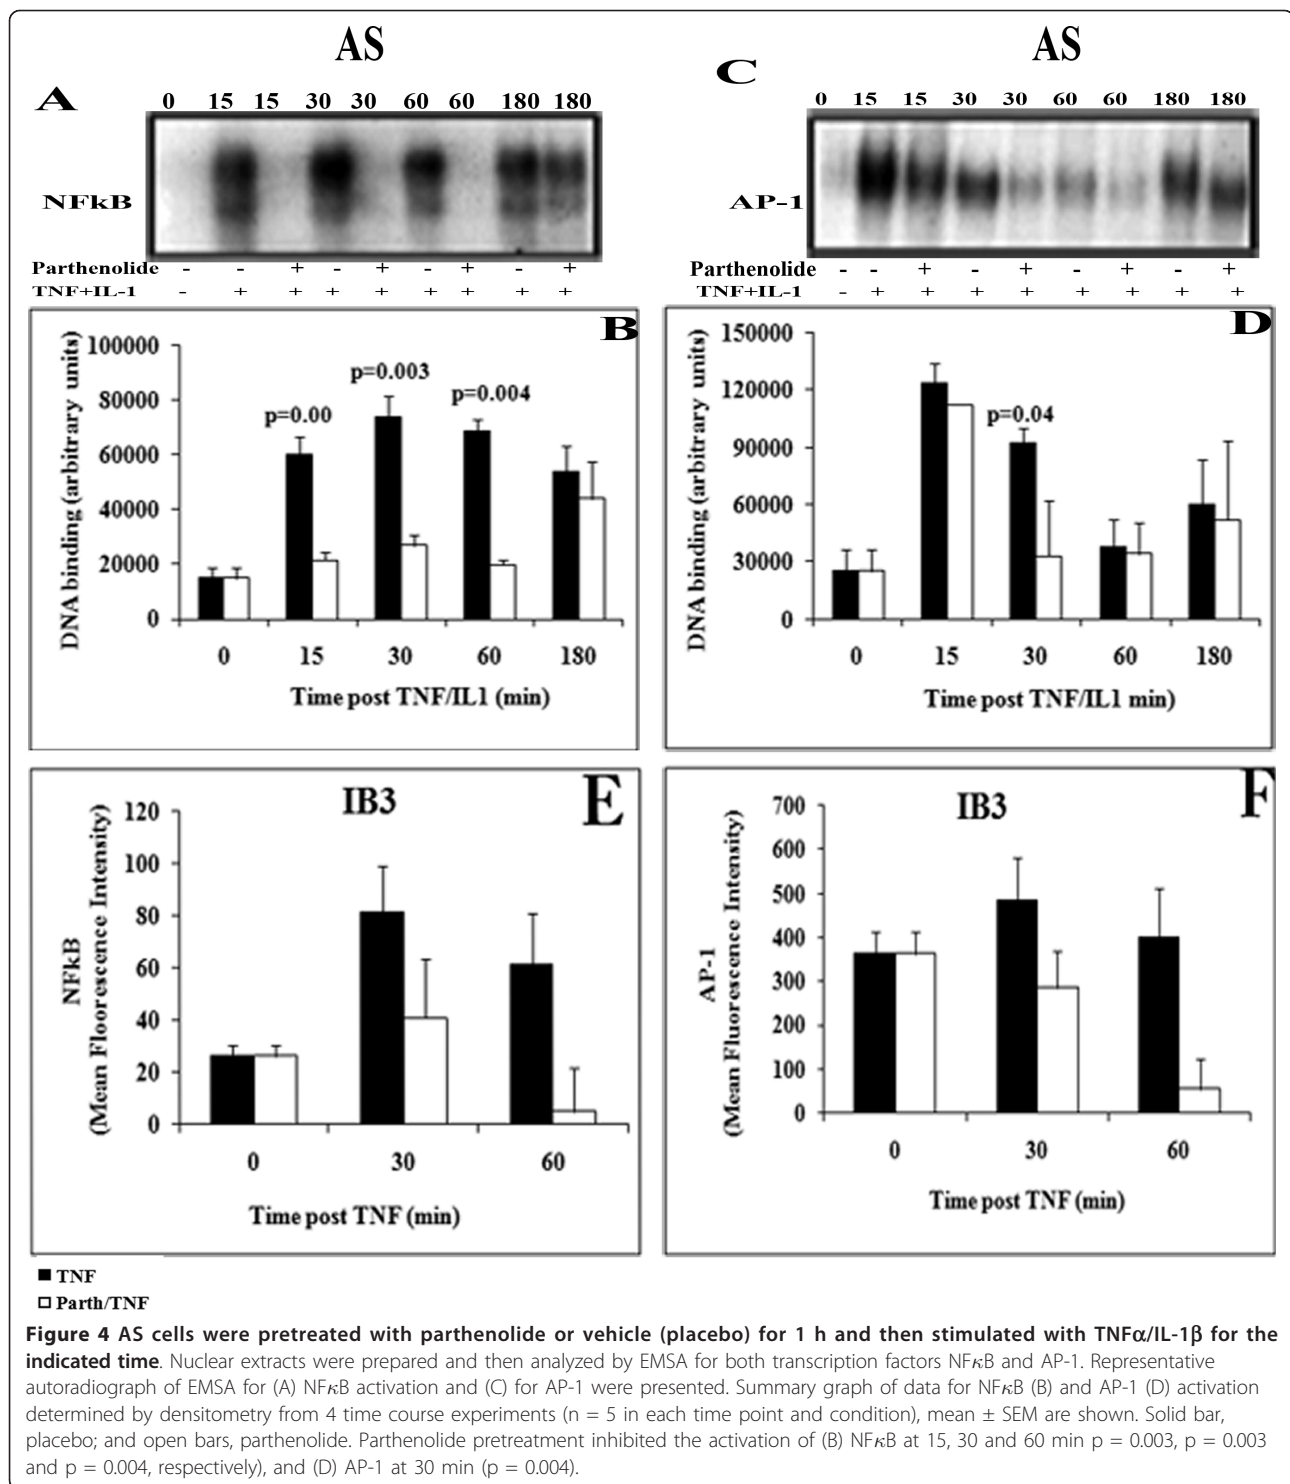 AS
A
0 15 15 30 30 60 60 180 180
NFkB
Parthenolide - - + - + - + - +
TNF+IL-1 - + + + + + + + +
AS
C
0 15 15 30 30 60 60 180 180
AP-1
Parthenolide - - + - + - + - +
TNF+IL-1 - + + + + + + + +
B
DNA binding (arbitrary units)
100000
80000
60000
40000
20000
0
p=0.00
p=0.003
p=0.004
0 15 30 60 180
Time post TNF/IL1 (min)
D
DNA binding (arbitrary units)
150000
120000
90000
60000
30000
0
p=0.04
0 15 30 60 180
Time post TNF/IL1 min)
E
IB3
NFkB
(Mean Floorescence Intensity)
120
100
80
60
40
20
0
0 30 60
Time post TNF (min)
F
IB3
AP-1
(Mean Fluorescence Intensity)
700
600
500
400
300
200
100
0
0 30 60
Time post TNF (min)
TNF
Parth/TNF
Figure 4 AS cells were pretreated with parthenolide or vehicle (placebo) for 1 h and then stimulated with TNFα/IL-1β for the
indicated time. Nuclear extracts were prepared and then analyzed by EMSA for both transcription factors NFκB and AP-1. Representative
autoradiograph of EMSA for (A) NFκB activation and (C) for AP-1 were presented. Summary graph of data for NFκB (B) and AP-1 (D) activation
determined by densitometry from 4 time course experiments (n = 5 in each time point and condition), mean ± SEM are shown. Solid bar,
placebo; and open bars, parthenolide. Parthenolide pretreatment inhibited the activation of (B) NFκB at 15, 30 and 60 min p = 0.003, p = 0.003
and p = 0.004, respectively), and (D) AP-1 at 30 min (p = 0.004).